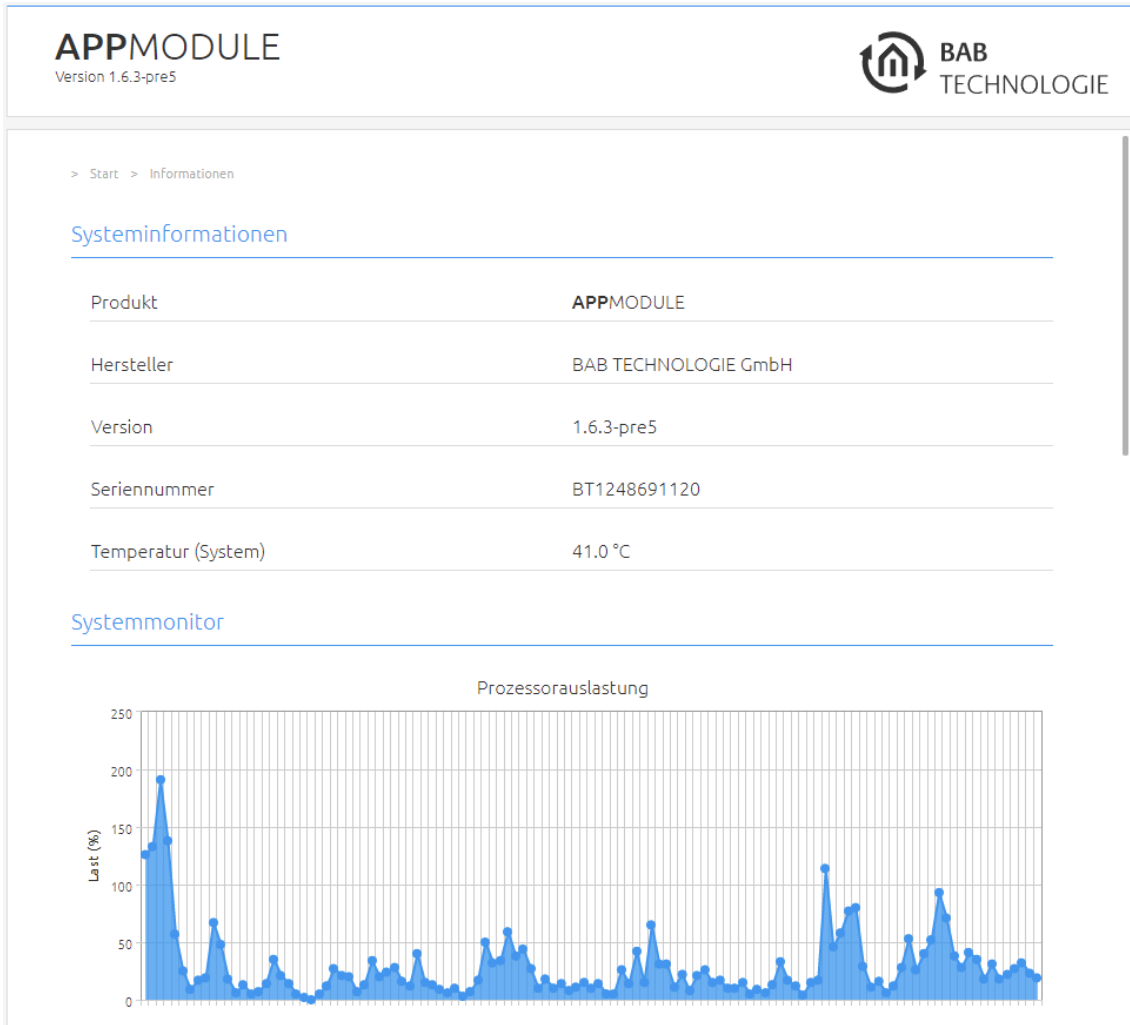 APPMODULE
Version 1.6.3-pre5
BAB
TECHNOLOGIE
> Start > Informationen
Systeminformationen
Produkt APPMODULE
Hersteller BAB TECHNOLOGIE GmbH
Version 1.6.3-pre5
Seriennummer BT1248691120
Temperatur (System) 41.0 °C
Systemmonitor
Prozessorauslastung
Last (%)
250
200
150
100
50
0